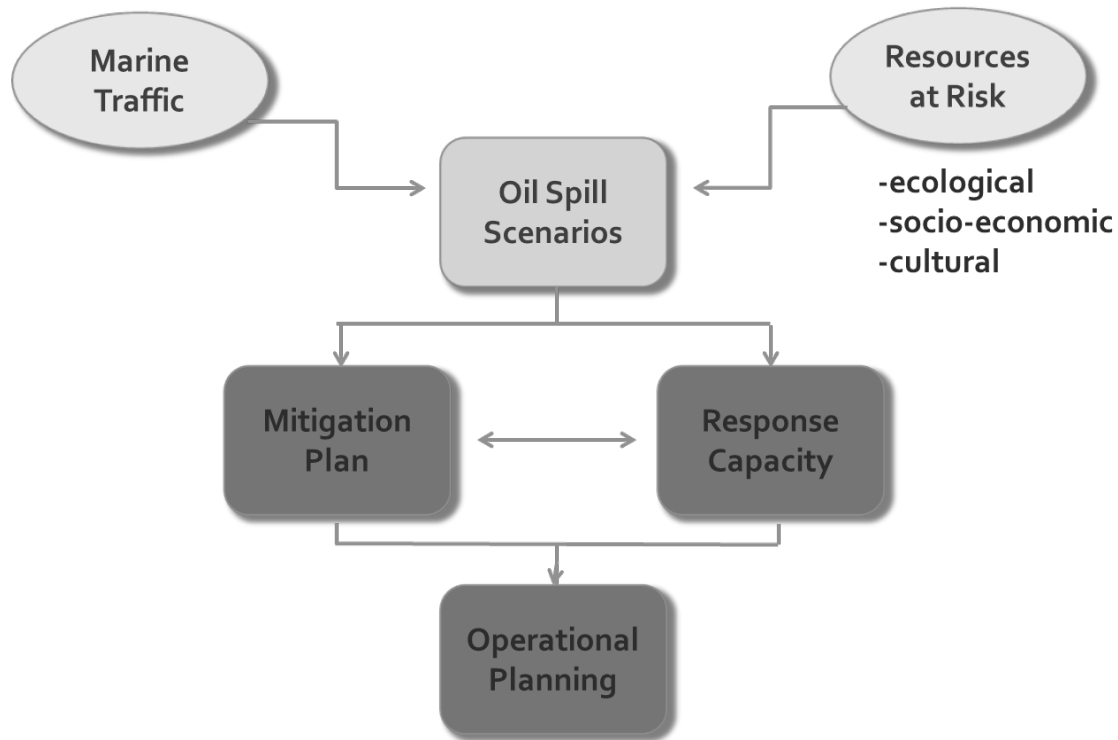 Marine
Traffic
Resources
at Risk
-ecological
-socio-economic
-cultural
Oil Spill
Scenarios
Mitigation
Plan
Response
Capacity
Operational
Planning